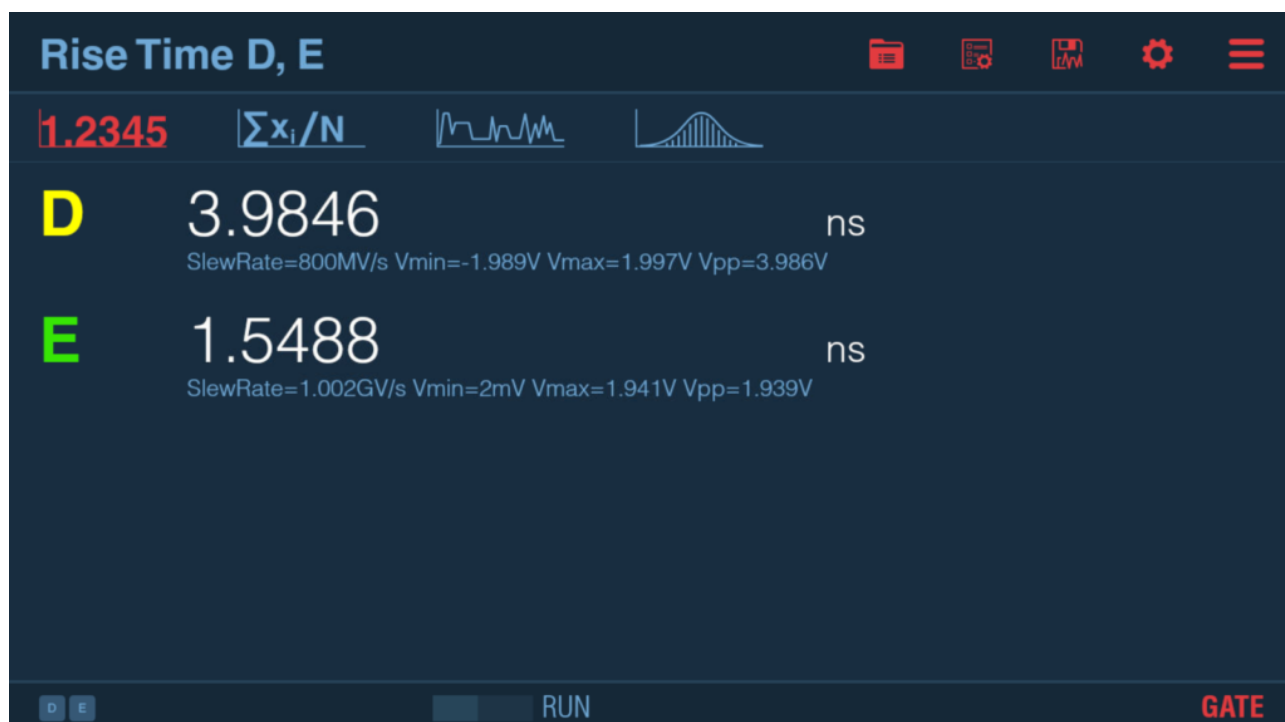 Rise Time D, E
1.2345 ∑xi/N
D 3.9846 ns
SlewRate=800MV/s Vmin=-1.989V Vmax=1.997V Vpp=3.986V
E 1.5488 ns
SlewRate=1.002GV/s Vmin=2mV Vmax=1.941V Vpp=1.939V
D E RUN GATE